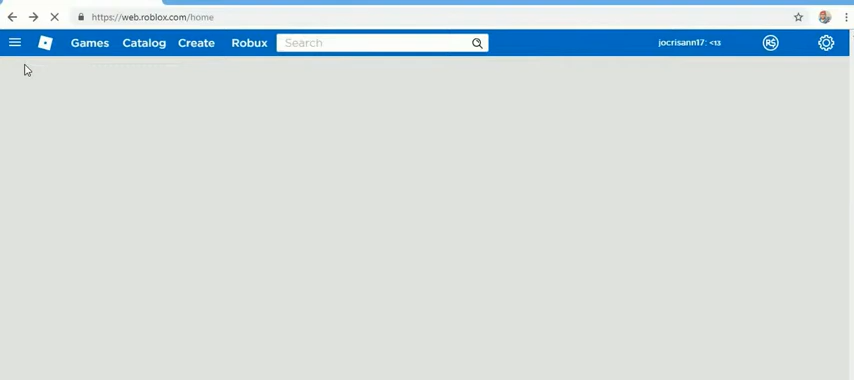 https://web.roblox.com/home
Games Catalog Create Robux Search jocrisann17: <13 R$